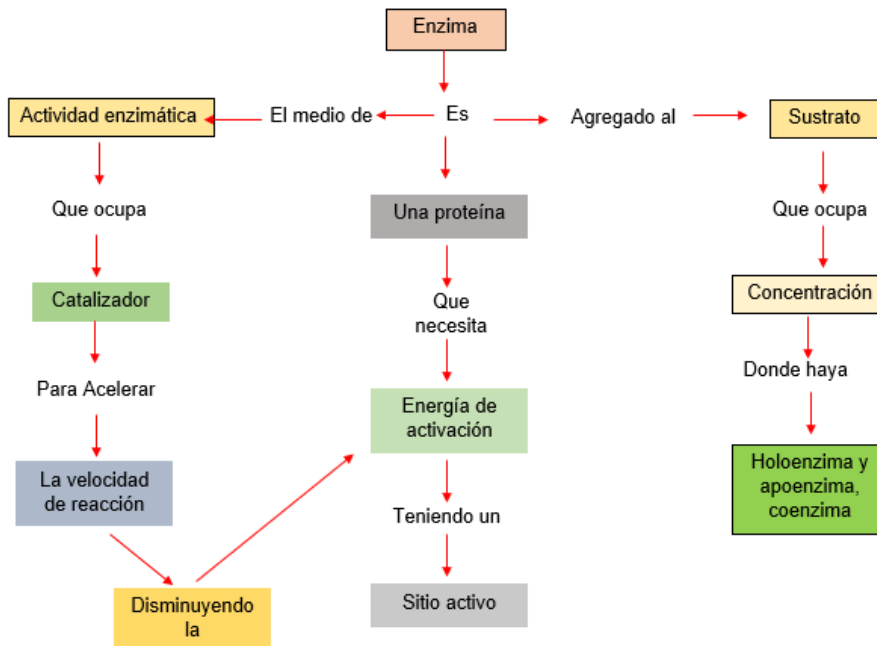 Enzima
Actividad enzimática
El medio de
Es
Agregado al
Sustrato
Que ocupa
Una proteína
Que ocupa
Catalizador
Que
necesita
Concentración
Para Acelerar
Energía de
activación
Donde haya
La velocidad
de reacción
Teniendo un
Holoenzima y
apoenzima,
coenzima
Disminuyendo
la
Sitio activo